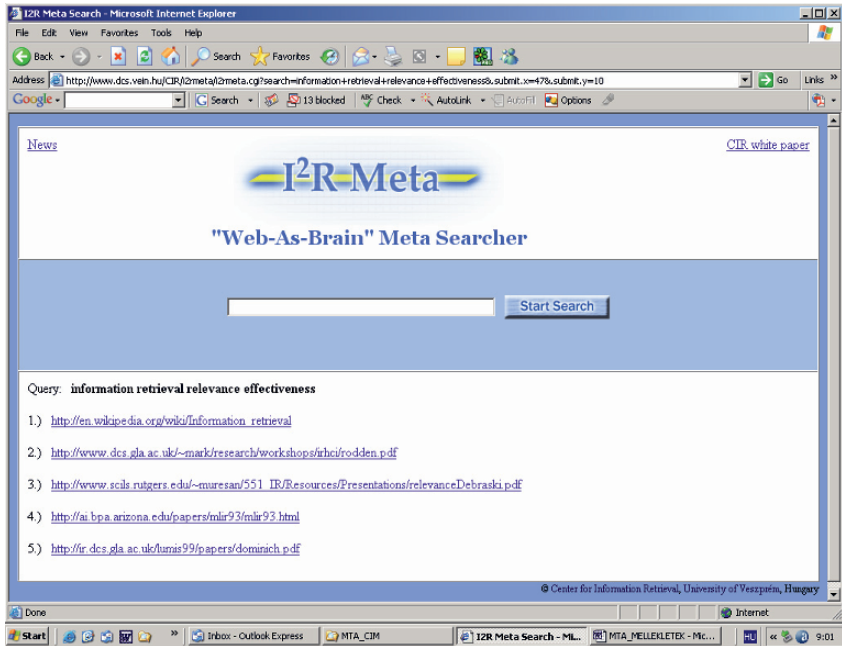 I2R Meta Search - Microsoft Internet Explorer
File Edit View Favorites Tools Help
Back Search Favorites
Address http://www.dcs.vein.hu/CIR/i2rmeta/i2rmeta.cgi?search=information+retrieval+relevance+effectiveness&.submit.x=47&.submit.y=10 Go Links »
Google Search 13 blocked ABC Check AutoLink AutoFill Options
News CIR white paper
I²R-Meta
"Web-As-Brain" Meta Searcher
Start Search
Query: information retrieval relevance effectiveness
1.) http://en.wikipedia.org/wiki/Information_retrieval
2.) http://www.dcs.gla.ac.uk/~mark/research/workshops/irhci/rodden.pdf
3.) http://www.scils.rutgers.edu/~muresan/551_IR/Resources/Presentations/relevanceDebraski.pdf
4.) http://ai.bpa.arizona.edu/papers/mlir93/mlir93.html
5.) http://ir.dcs.gla.ac.uk/lumis99/papers/dominich.pdf
© Center for Information Retrieval, University of Veszprém, Hungary
Done Internet
Start » Inbox - Outlook Express MTA_CIM I2R Meta Search - Mi... MTA_MELLEKLETEK - Mic... HU « 9:01